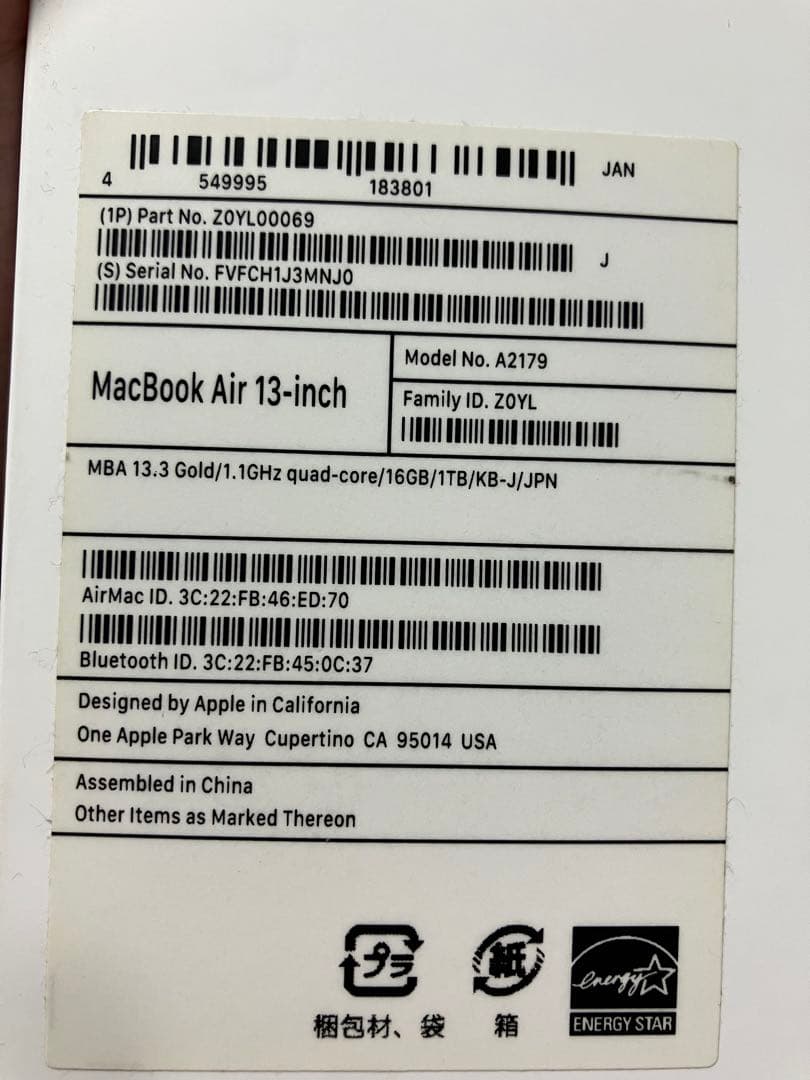 JAN
4 549995 183801
(1P) Part No. Z0YL00069
J
(S) Serial No. FVFCH1J3MNJ0
MacBook Air 13-inch
Model No. A2179
Family ID. Z0YL
MBA 13.3 Gold/1.1GHz quad-core/16GB/1TB/KB-J/JPN
AirMac ID. 3C:22:FB:46:ED:70
Bluetooth ID. 3C:22:FB:45:0C:37
Designed by Apple in California
One Apple Park Way Cupertino CA 95014 USA
Assembled in China
Other Items as Marked Thereon
プラ
紙
energy
梱包材、袋
箱
ENERGY STAR